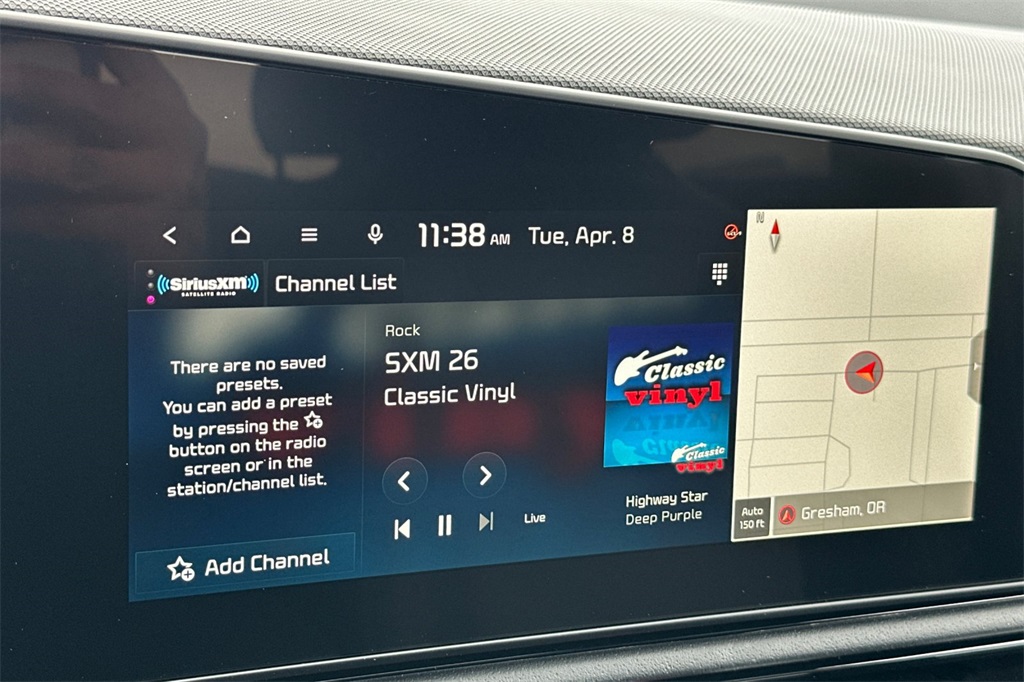 11:38 AM Tue, Apr. 8
SiriusXM
SATELLITE RADIO
Channel List
There are no saved
presets.
You can add a preset
by pressing the
button on the radio
screen or in the
station/channel list.
Add Channel
Rock
SXM 26
Classic Vinyl
Live
Classic
vinyl
Classic
vinyl
Highway Star
Deep Purple
N
Auto
150 ft
Gresham, OR